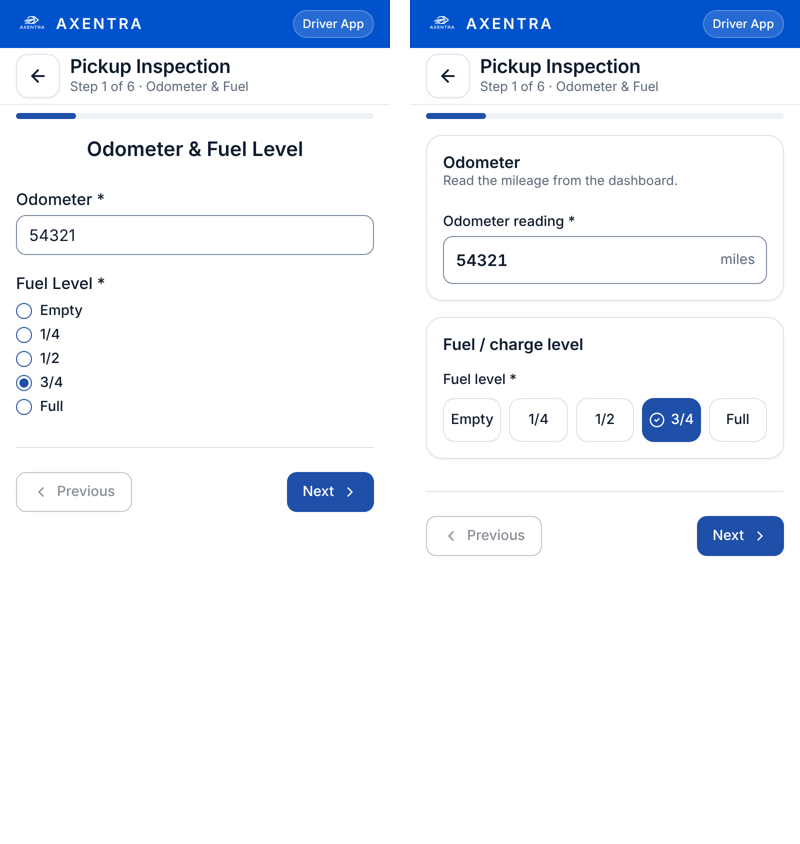 AXENTRA
AXENTRA
Driver App
Pickup Inspection
Step 1 of 6 · Odometer & Fuel
Odometer & Fuel Level
Odometer *
54321
Fuel Level *
Empty
1/4
1/2
3/4
Full
Previous
Next
AXENTRA
AXENTRA
Driver App
Pickup Inspection
Step 1 of 6 · Odometer & Fuel
Odometer
Read the mileage from the dashboard.
Odometer reading *
54321 miles
Fuel / charge level
Fuel level *
Empty 1/4 1/2 3/4 Full
Previous
Next